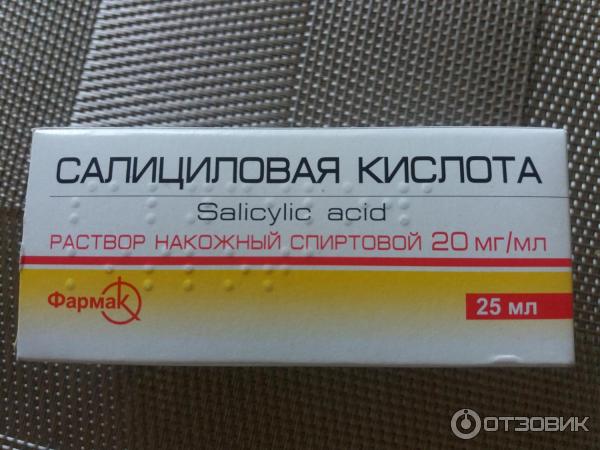 САЛИЦИЛОВАЯ КИСЛОТА
Salicylic acid
РАСТВОР НАКОЖНЫЙ СПИРТОВОЙ 20 мг/мл
Фармак
25 мл
ОТЗОВИК